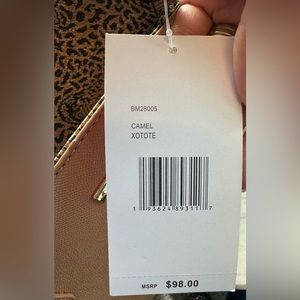 BM28005
CAMEL
XOTOTE
1 93624 89311 7
MSRP $98.00